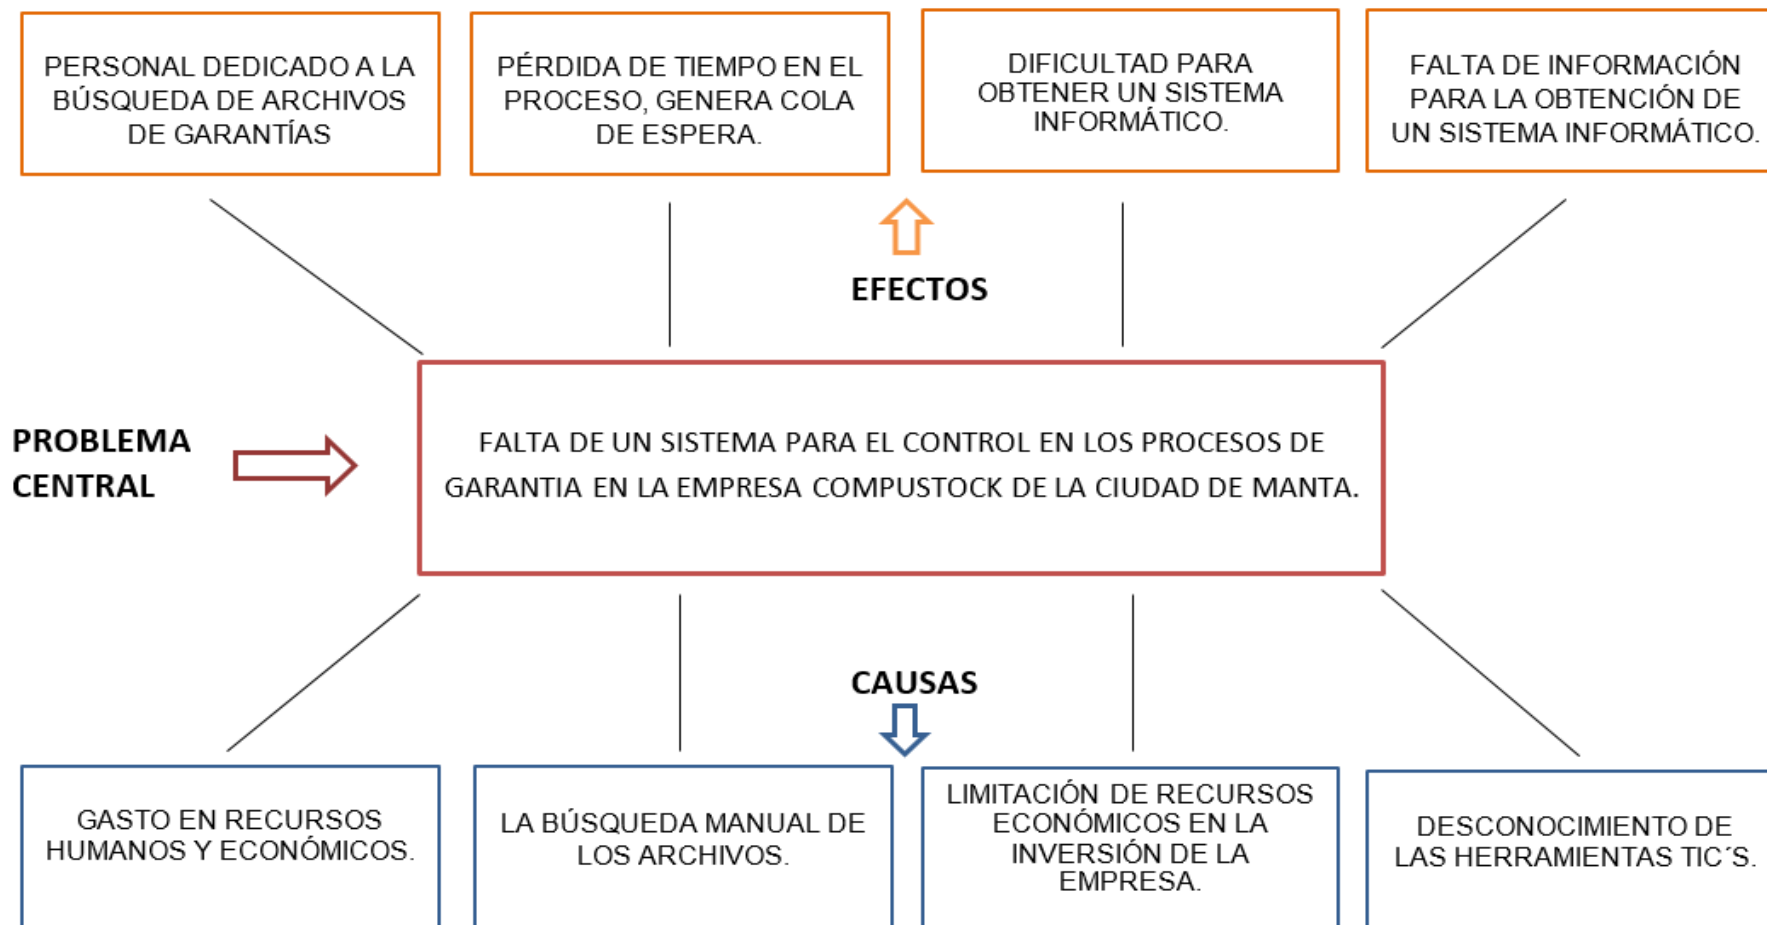 PERSONAL DEDICADO A LA
BÚSQUEDA DE ARCHIVOS
DE GARANTÍAS
PÉRDIDA DE TIEMPO EN EL
PROCESO, GENERA COLA
DE ESPERA.
DIFICULTAD PARA
OBTENER UN SISTEMA
INFORMÁTICO.
FALTA DE INFORMACIÓN
PARA LA OBTENCIÓN DE
UN SISTEMA INFORMÁTICO.
EFECTOS
PROBLEMA
CENTRAL
FALTA DE UN SISTEMA PARA EL CONTROL EN LOS PROCESOS DE
GARANTIA EN LA EMPRESA COMPUSTOCK DE LA CIUDAD DE MANTA.
CAUSAS
GASTO EN RECURSOS
HUMANOS Y ECONÓMICOS.
LA BÚSQUEDA MANUAL DE
LOS ARCHIVOS.
LIMITACIÓN DE RECURSOS
ECONÓMICOS EN LA
INVERSIÓN DE LA
EMPRESA.
DESCONOCIMIENTO DE
LAS HERRAMIENTAS TIC´S.